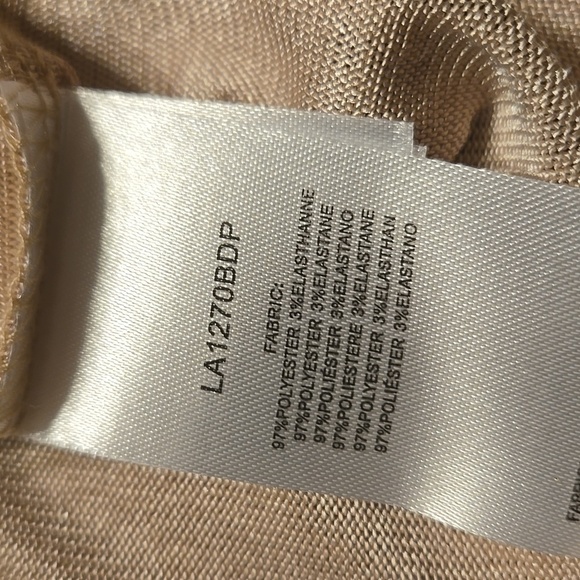 LA1270BDP
FABRIC:
97%POLYESTER 3%ELASTHANNE
97%POLYESTER 3%ELASTANE
97%POLIÉSTER 3%ELASTANO
97%POLIESTERE 3%ELASTANE
97%POLYESTER 3%ELASTHAN
97%POLIÉSTER 3%ELASTANO